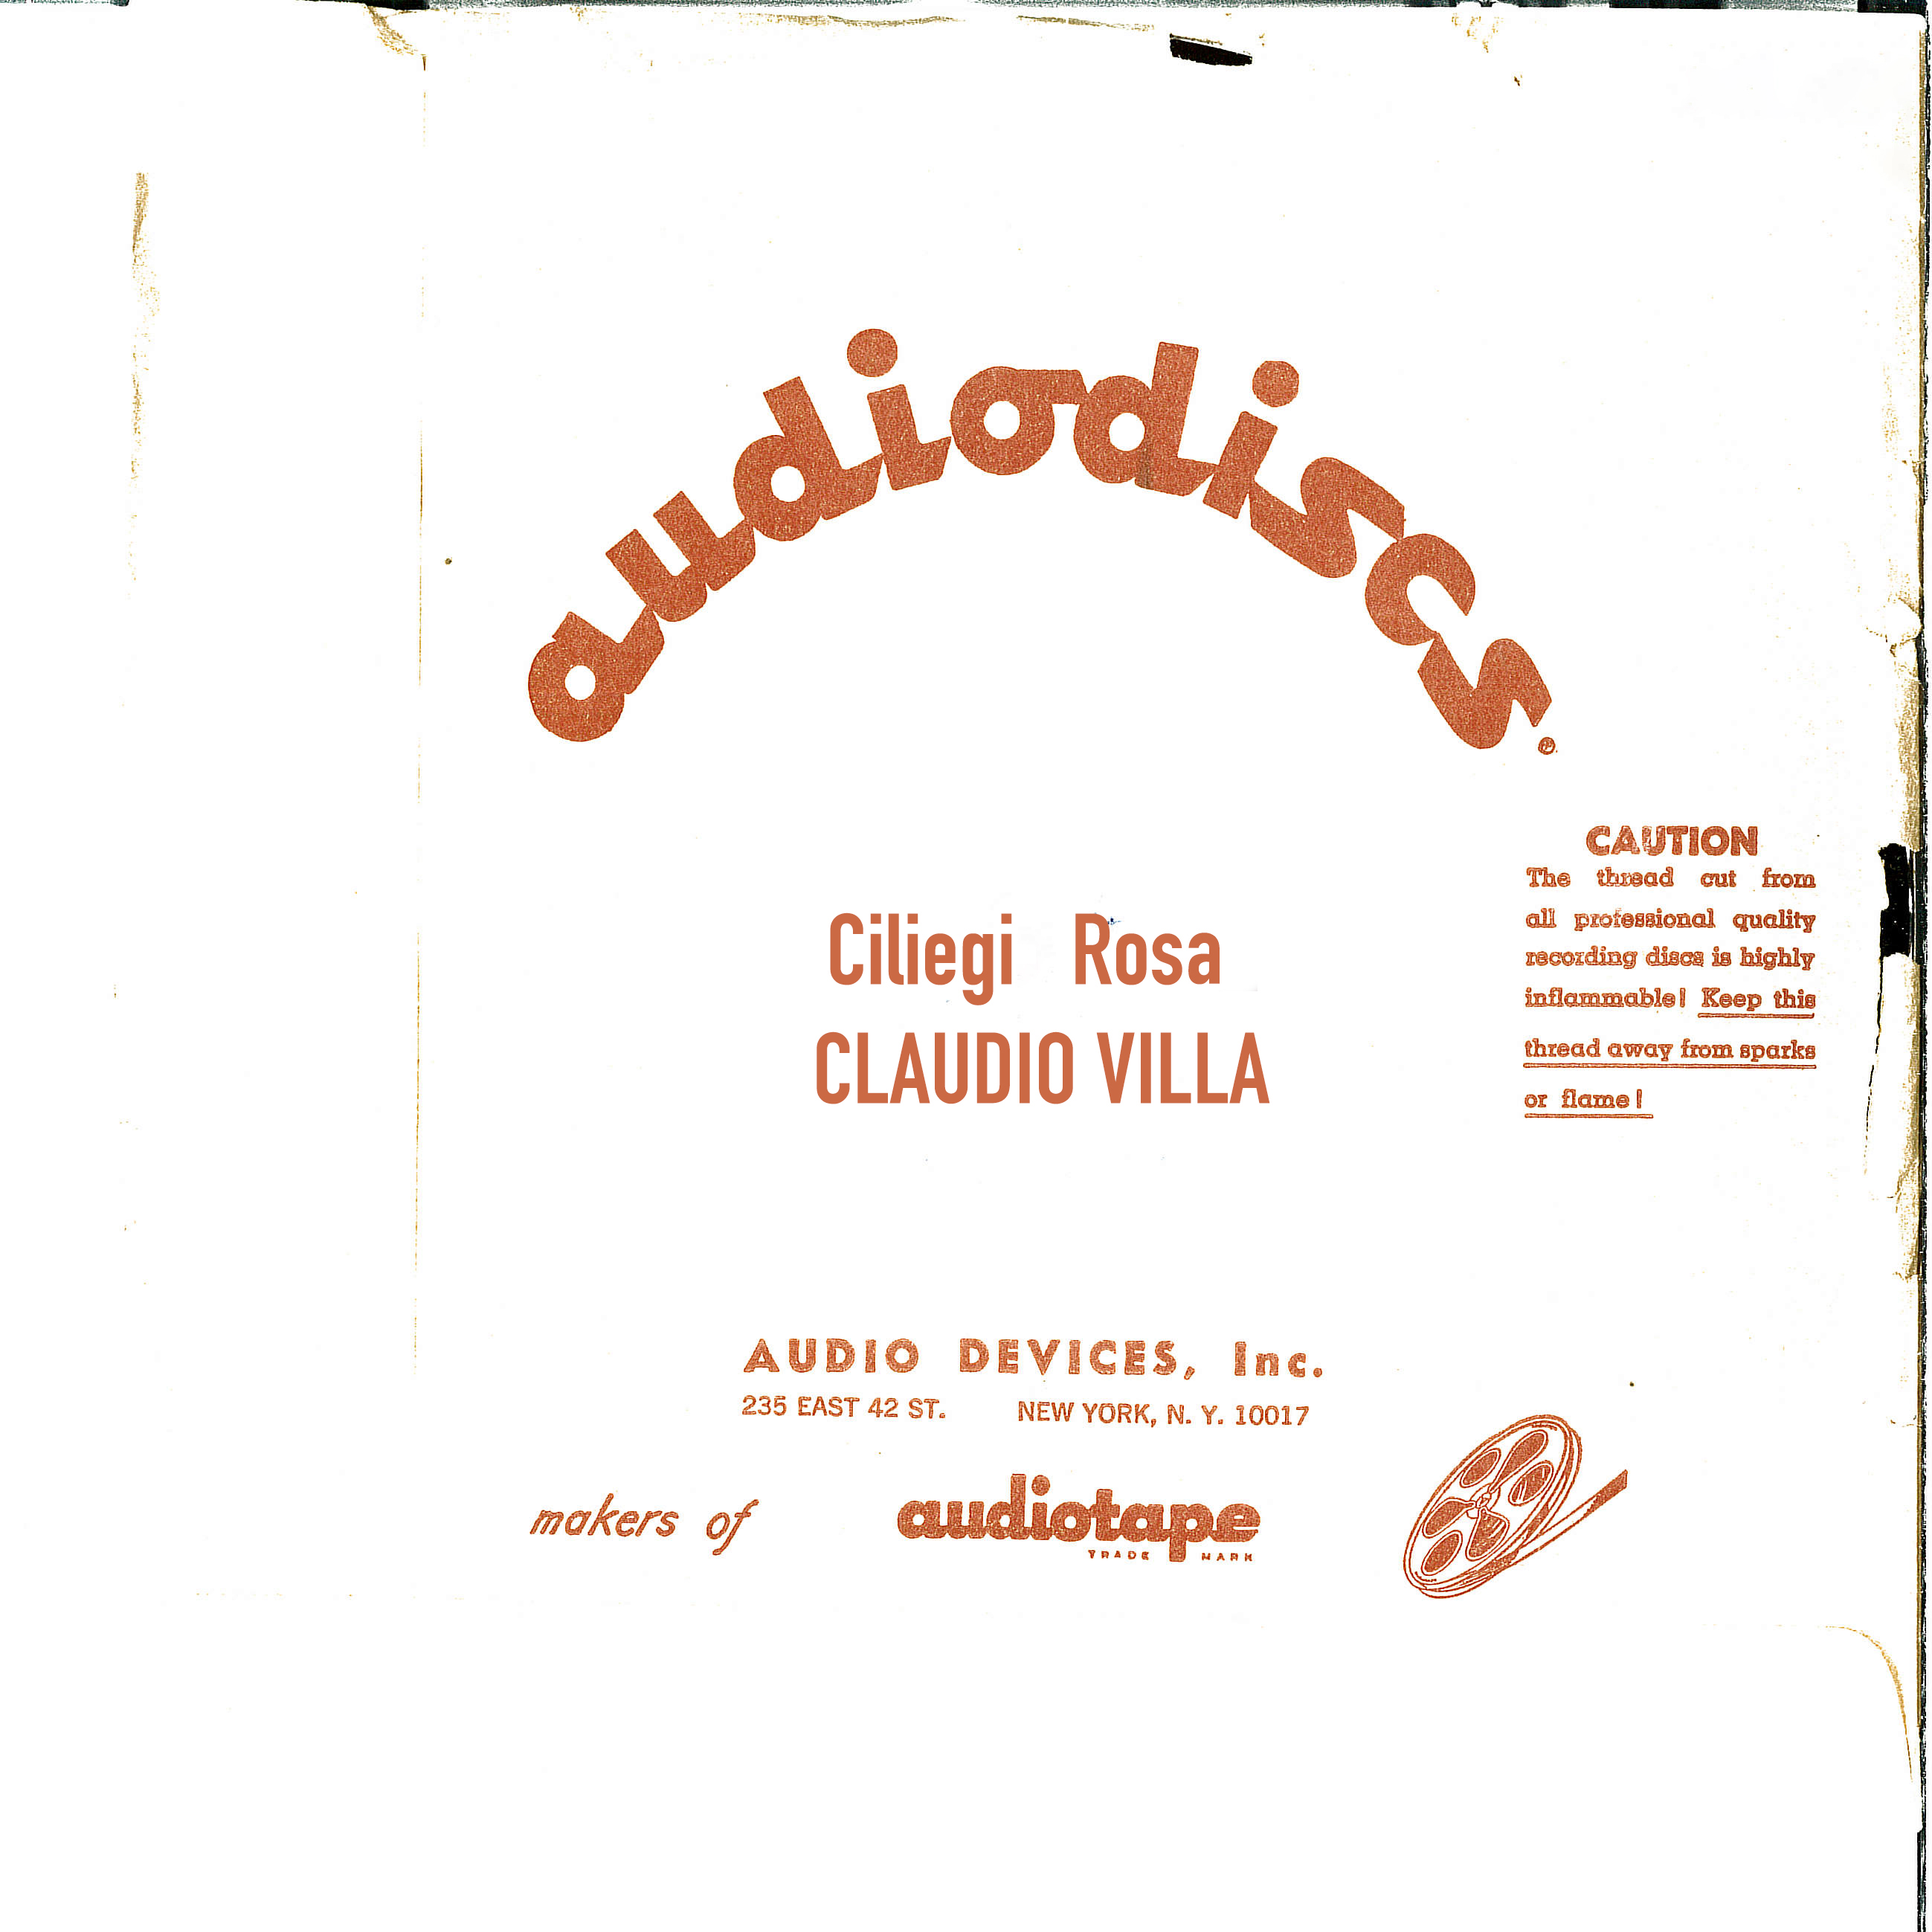 audiodiscs®
CAUTION
The thread cut from
all professional quality
recording discs is highly
inflammable! Keep this
thread away from sparks
or flame!
Ciliegi Rosa
CLAUDIO VILLA
AUDIO DEVICES, Inc.
235 EAST 42 ST. NEW YORK, N. Y. 10017
makers of audiotape
TRADE MARK